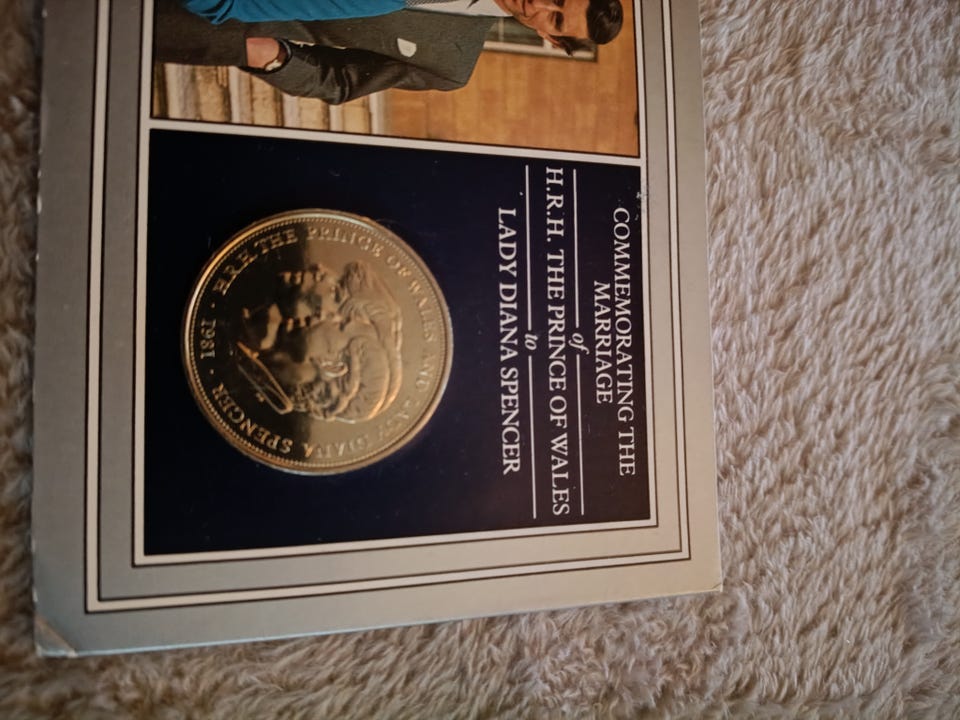 COMMEMORATING THE
MARRIAGE
of
H.R.H. THE PRINCE OF WALES
to
LADY DIANA SPENCER
H.R.H. THE PRINCE OF WALES AND LADY DIANA SPENCER · 1981 ·